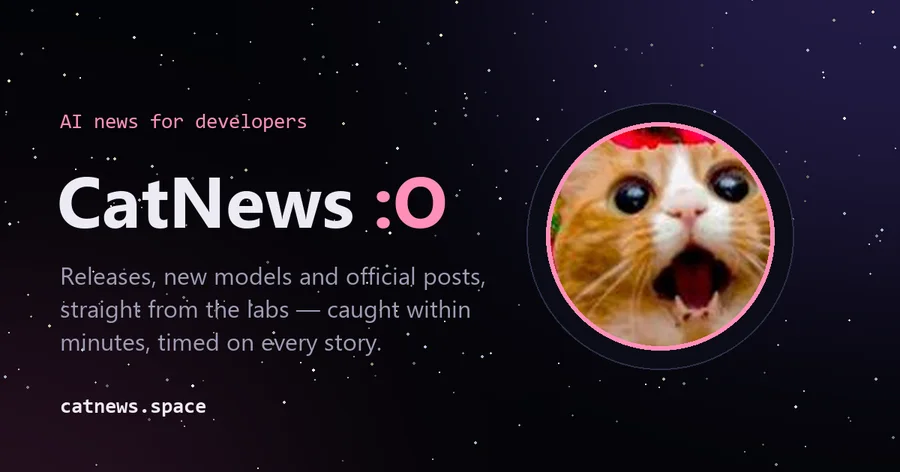 AI news for developers
CatNews :O
Releases, new models and official posts,
straight from the labs — caught within
minutes, timed on every story.
catnews.space